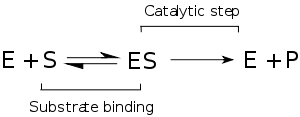 Catalytic step
E + S ⇌ ES → E + P
Substrate binding